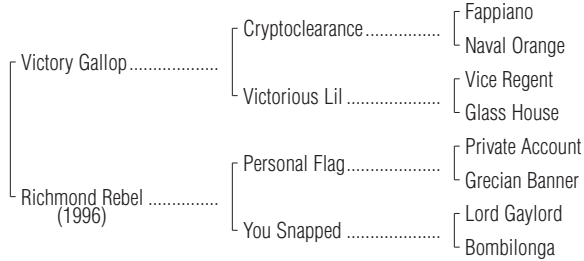 Fappiano
Cryptoclearance..................
Naval Orange
Victory Gallop.....................
Vice Regent
Victorious Lil ......................
Glass House
Private Account
Personal Flag......................
Grecian Banner
Richmond Rebel ................
(1996)
Lord Gaylord
You Snapped ......................
Bombilonga